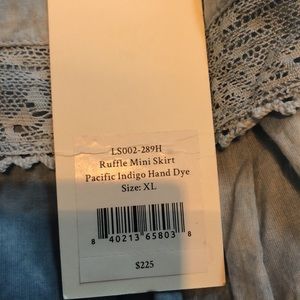 LS002-289H
Ruffle Mini Skirt
Pacific Indigo Hand Dye
Size: XL
8 40213 65803 8
$225